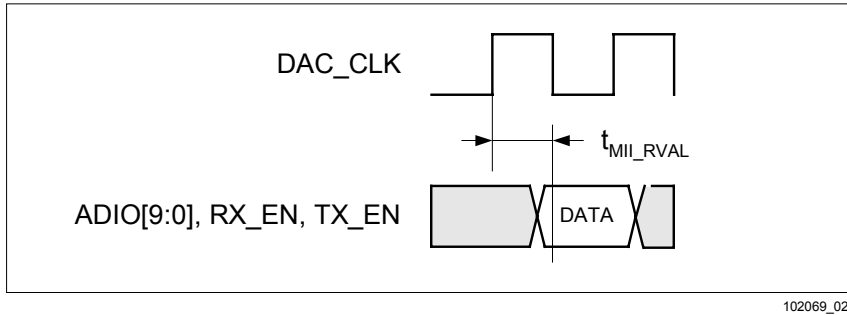 DAC_CLK
tMII_RVAL
ADIO[9:0], RX_EN, TX_EN
DATA
102069_02